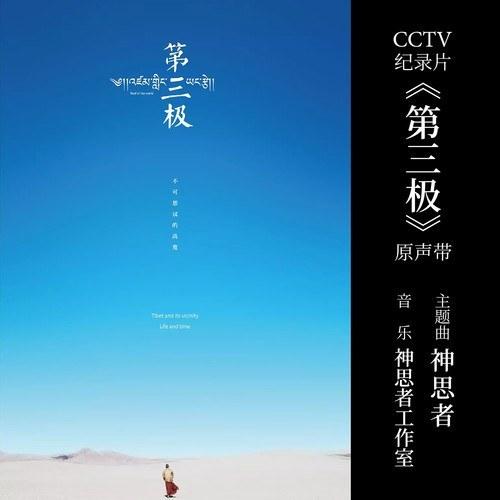 第三极
༄།།འཛམ་གླིང་ཡང་རྩེ།།
不可思议的高度
Tibet and its vicinity
Life and time
CCTV
纪录片
《第三极》
原声带
主题曲 神思者
音乐 神思者工作室